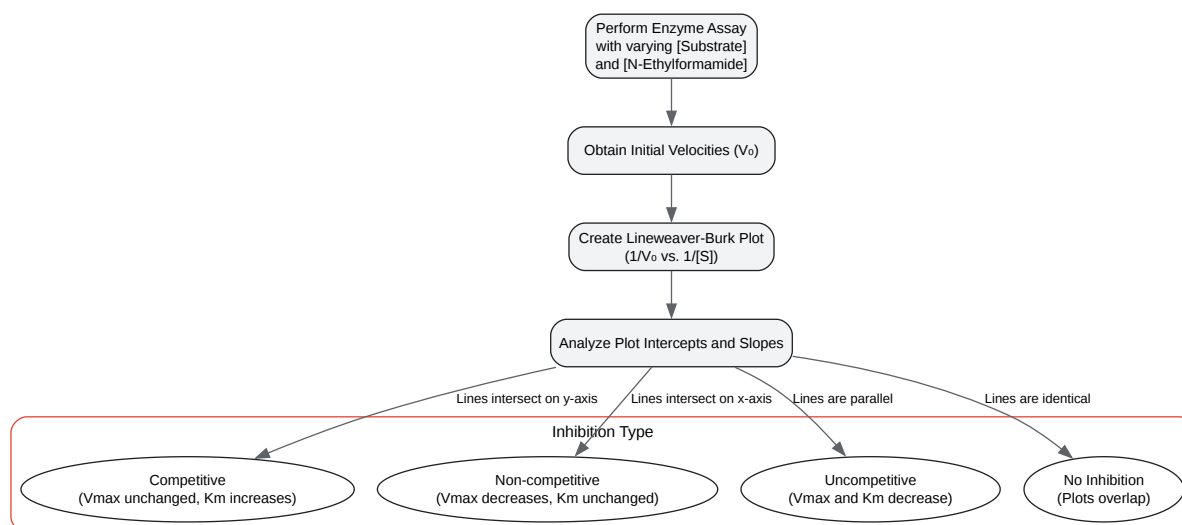 Perform Enzyme Assay
with varying [Substrate]
and [N-Ethylformamide]
Obtain Initial Velocities (V₀)
Create Lineweaver-Burk Plot
(1/V₀ vs. 1/[S])
Analyze Plot Intercepts and Slopes
Lines intersect on y-axis
Lines intersect on x-axis
Lines are parallel
Lines are identical
Inhibition Type
Competitive
(Vmax unchanged, Km increases)
Non-competitive
(Vmax decreases, Km unchanged)
Uncompetitive
(Vmax and Km decrease)
No Inhibition
(Plots overlap)